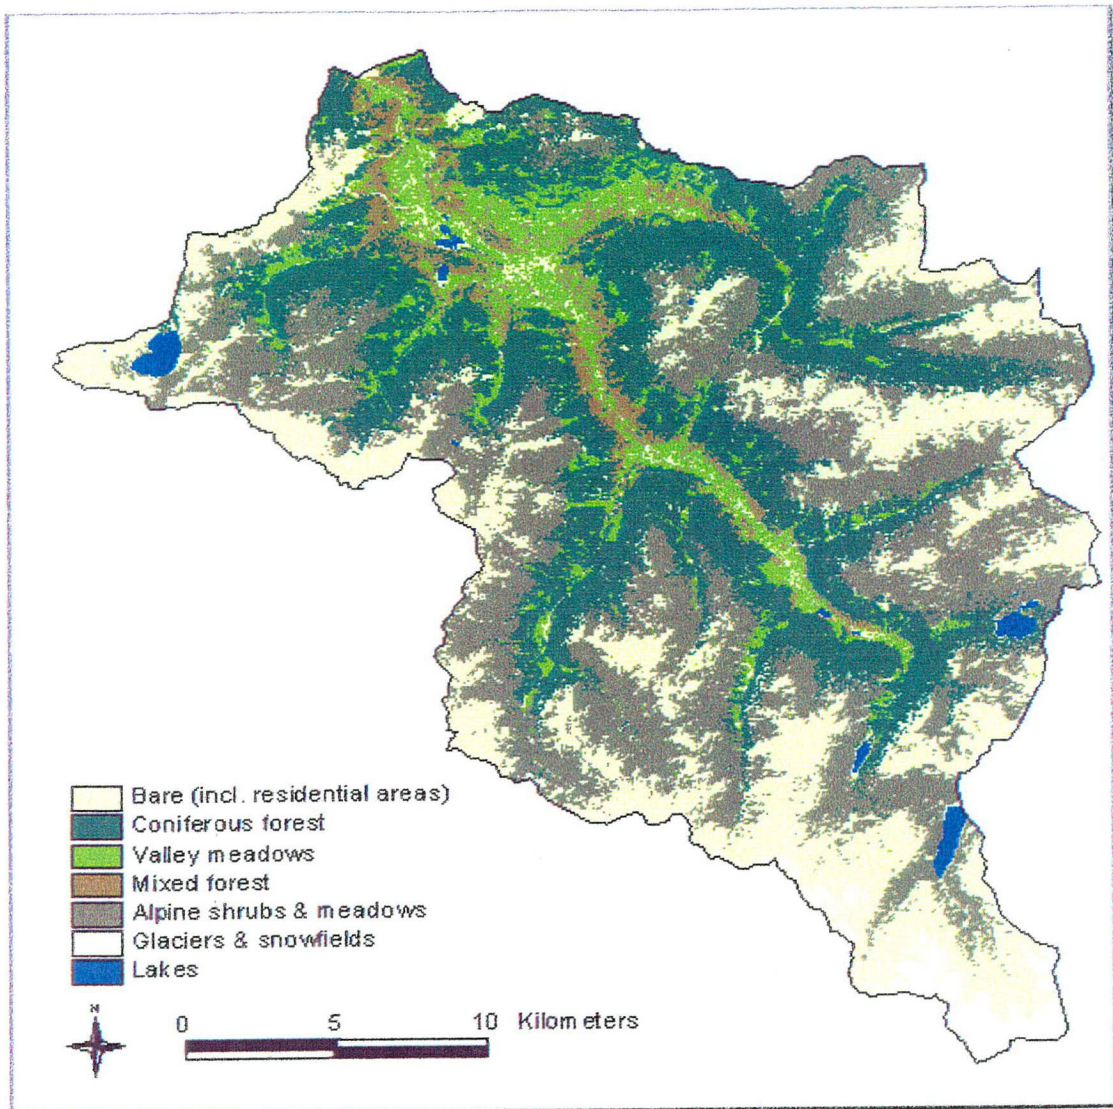 Bare (incl. residential areas)
Coniferous forest
Valley meadows
Mixed forest
Alpine shrubs & meadows
Glaciers & snowfields
Lakes
N
0 5 10 Kilometers